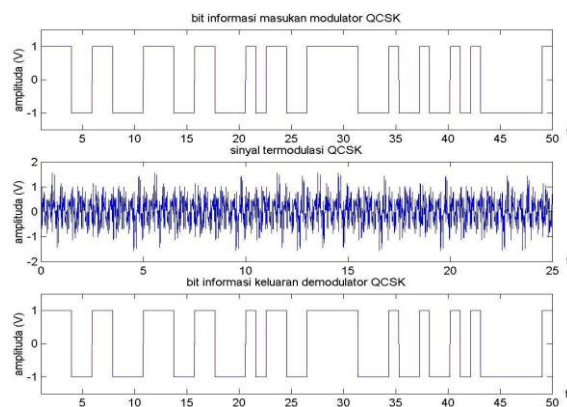 bit informasi masukan modulator QCSK
amplituda (V)
1
0
-1
5 10 15 20 25 30 35 40 45 50
t
sinyal termodulasi QCSK
amplituda (V)
2
1
0
-1
-2
0 5 10 15 20 25
t
bit informasi keluaran demodulator QCSK
amplituda (V)
1
0
-1
5 10 15 20 25 30 35 40 45 50
t